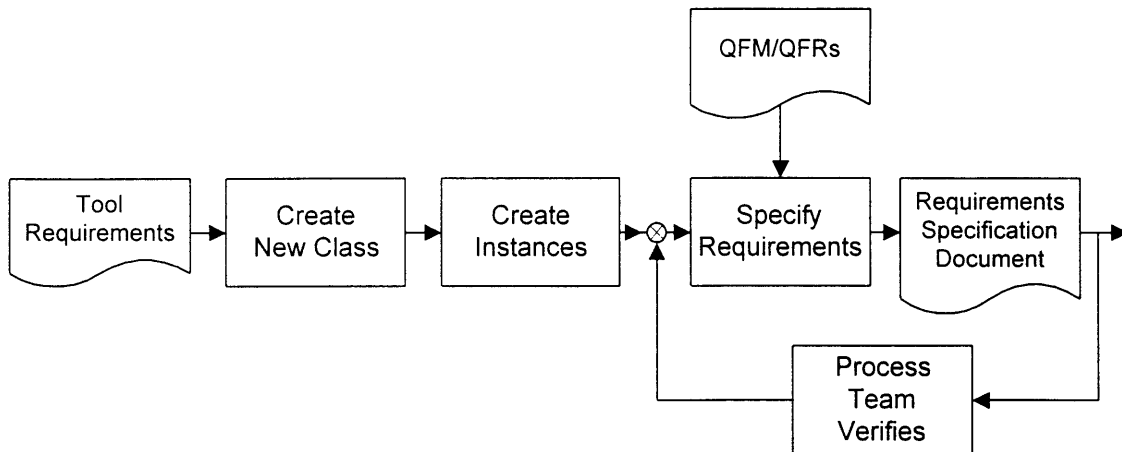 QFM/QFRs
Tool
Requirements
Create
New Class
Create
Instances
Specify
Requirements
Requirements
Specification
Document
Process
Team
Verifies